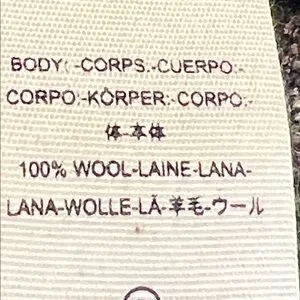 BODY:-CORPS:-CUERPO:-
CORPO:-KÖRPER:-CORPO:-
体-本体
100% WOOL-LAINE-LANA-
LANA-WOLLE-LÃ-羊毛-ウール